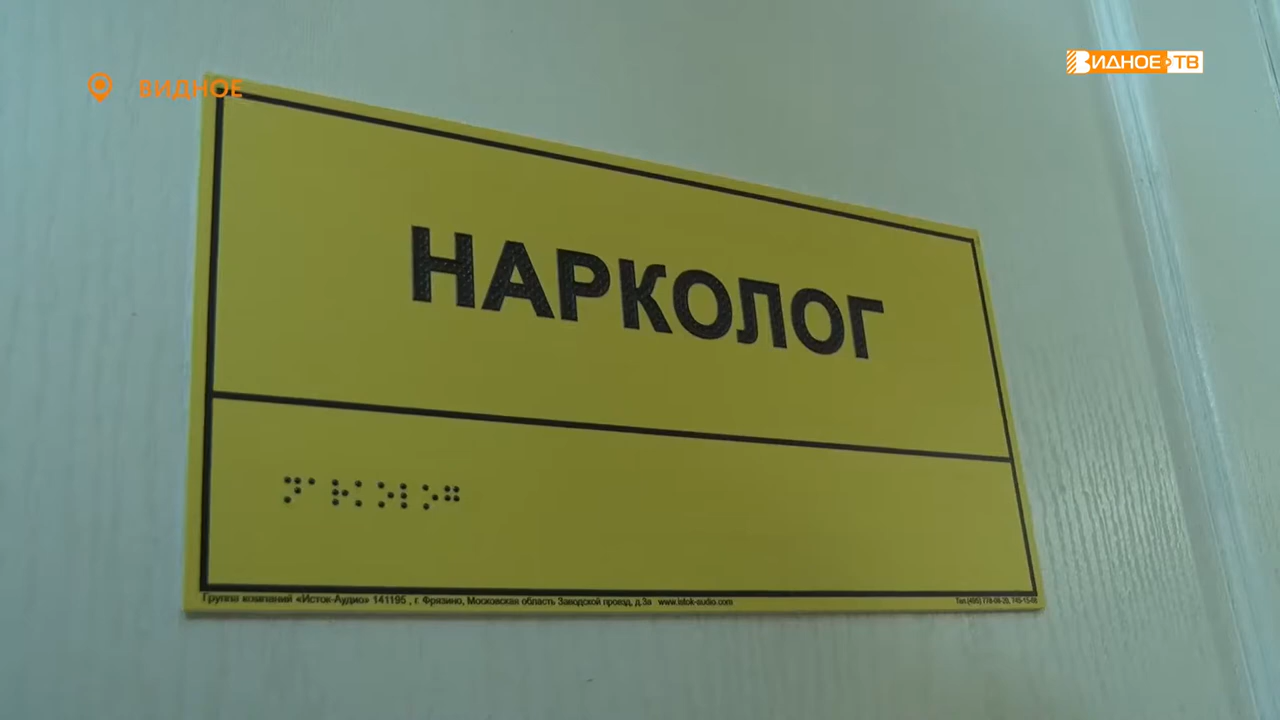 ВИДНОЕ
ВИДНОЕ ТВ
НАРКОЛОГ
⠝⠁⠗⠅⠕⠇⠕⠛
Группа компаний «Исток-Аудио» 141195 , г. Фрязино, Московская область Заводской проезд, д.3а www.istok-audio.com